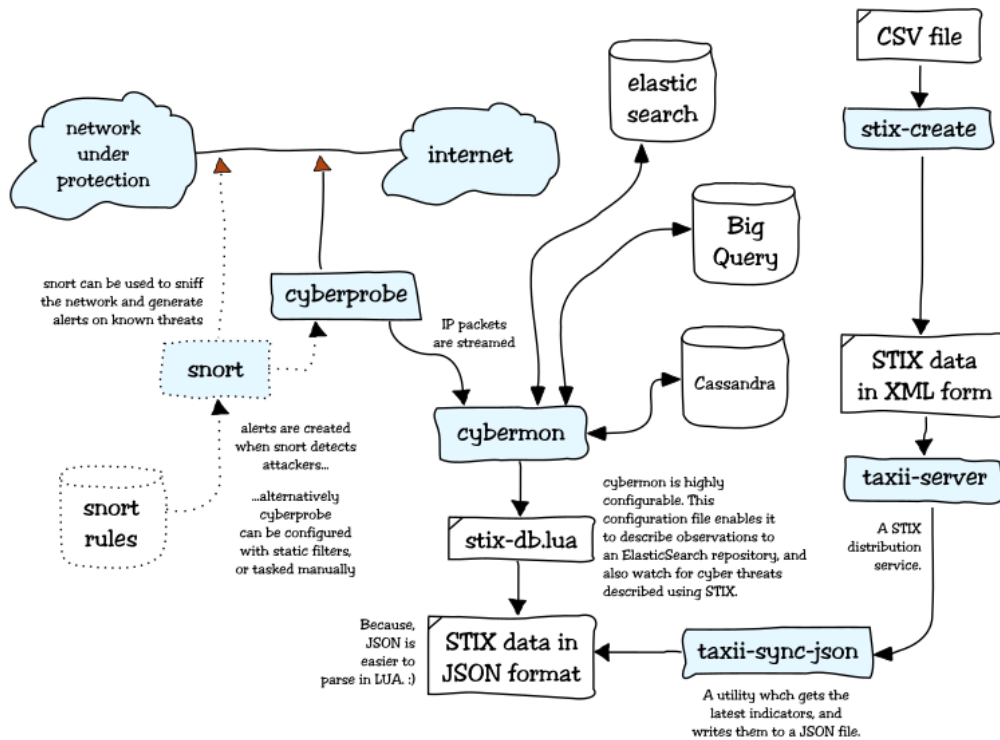 CSV file
elastic
search
stix-create
network
under
protection
internet
Big
Query
snort can be used to sniff
the network and generate
alerts on known threats
cyberprobe
IP packets
are streamed
snort
STIX data
in XML form
Cassandra
alerts are created
when snort detects
attackers...
...alternatively
cyberprobe
can be configured
with static filters,
or tasked manually
cybermon
snort
rules
taxii-server
cybermon is highly
configurable. This
configuration file enables it
to describe observations to
an ElasticSearch repository, and
also watch for cyber threats
described using STIX.
stix-db.lua
A STIX
distribution
service.
Because,
JSON is
easier to
parse in LUA. :)
STIX data in
JSON format
taxii-sync-json
A utility whch gets the
latest indicators, and
writes them to a JSON file.